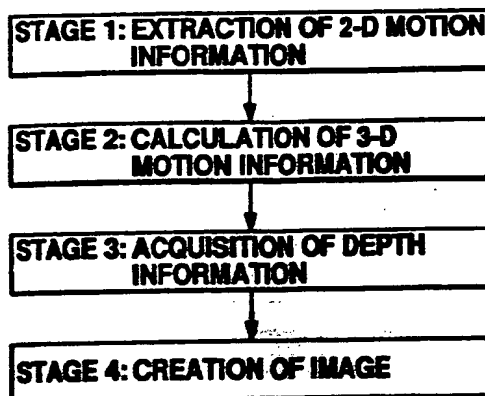 STAGE 1: EXTRACTION OF 2-D MOTION
INFORMATION
STAGE 2: CALCULATION OF 3-D
MOTION INFORMATION
STAGE 3: ACQUISITION OF DEPTH
INFORMATION
STAGE 4: CREATION OF IMAGE